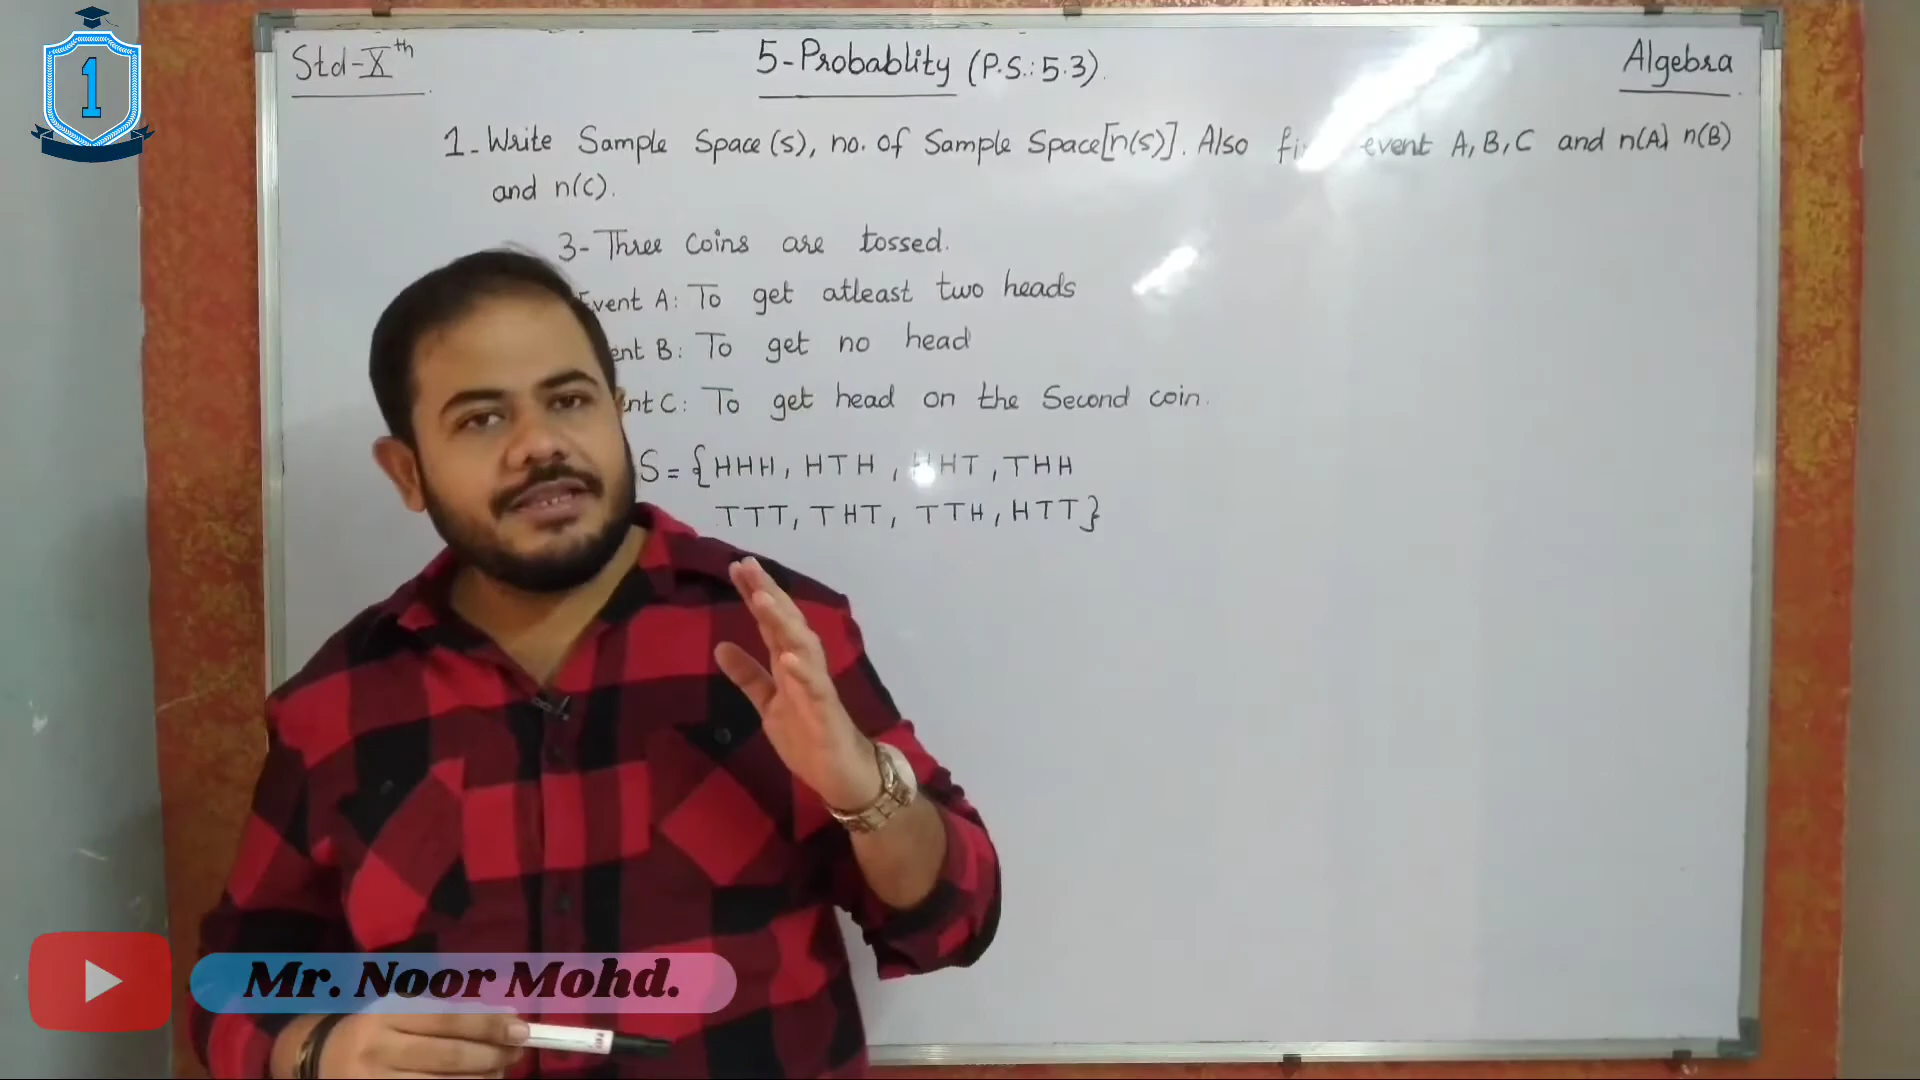 1
Std-Xth
5-Probablity (P.S.: 5.3).
Algebra
1- Write Sample Space (s), no. of Sample Space [n(s)]. Also event A, B, C and n(A) n(B)
and n(C).
3- Three coins are tossed.
Event A: To get atleast two heads
B: To get no head
C: To get head on the Second coin.
S = {HHH, HTH, HHT, THH
TTT, THT, TTH, HTT}
Mr. Noor Mohd.